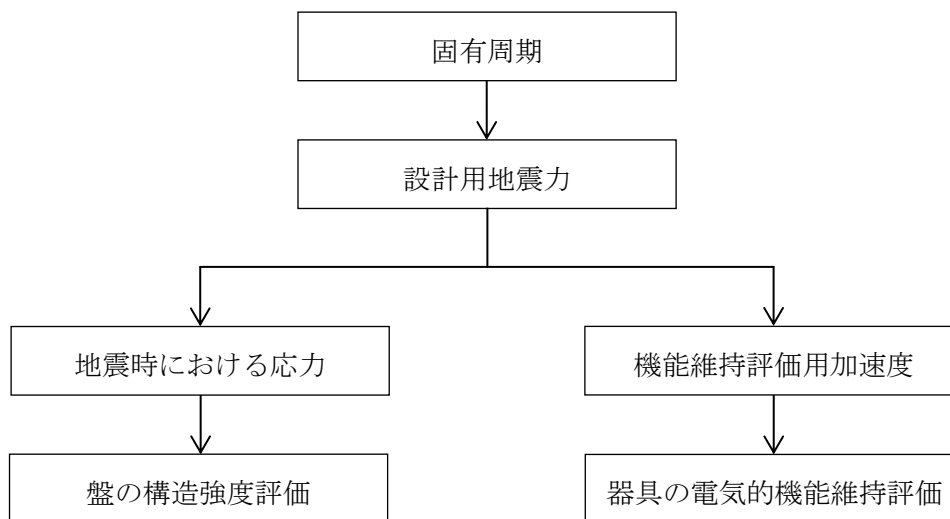 固有周期
設計用地震力
地震時における応力
機能維持評価用加速度
盤の構造強度評価
器具の電気的機能維持評価